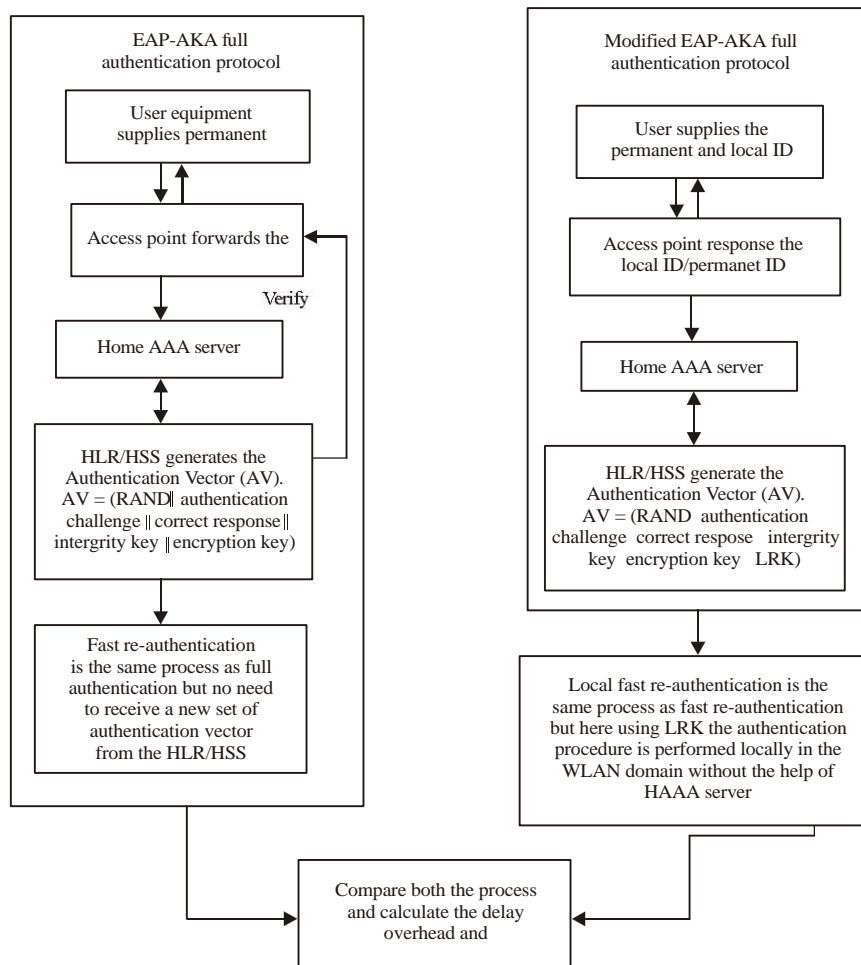 EAP-AKA full
authentication protocol
User equipment
supplies permanent
Access point forwards the
Verify
Home AAA server
HLR/HSS generates the
Authentication Vector (AV).
AV = (RAND|| authentication
challenge || correct response ||
intergrity key || encryption key)
Fast re-authentication
is the same process as full
authentication but no need
to receive a new set of
authentication vector
from the HLR/HSS
Modified EAP-AKA full
authentication protocol
User supplies the
permanent and local ID
Access point response the
local ID/permanet ID
Home AAA server
HLR/HSS generate the
Authentication Vector (AV).
AV = (RAND authentication
challenge correct respose intergrity
key encryption key LRK)
Local fast re-authentication is the
same process as fast re-authentication
but here using LRK the authentication
procedure is performed locally in the
WLAN domain without the help of
HAAA server
Compare both the process
and calculate the delay
overhead and